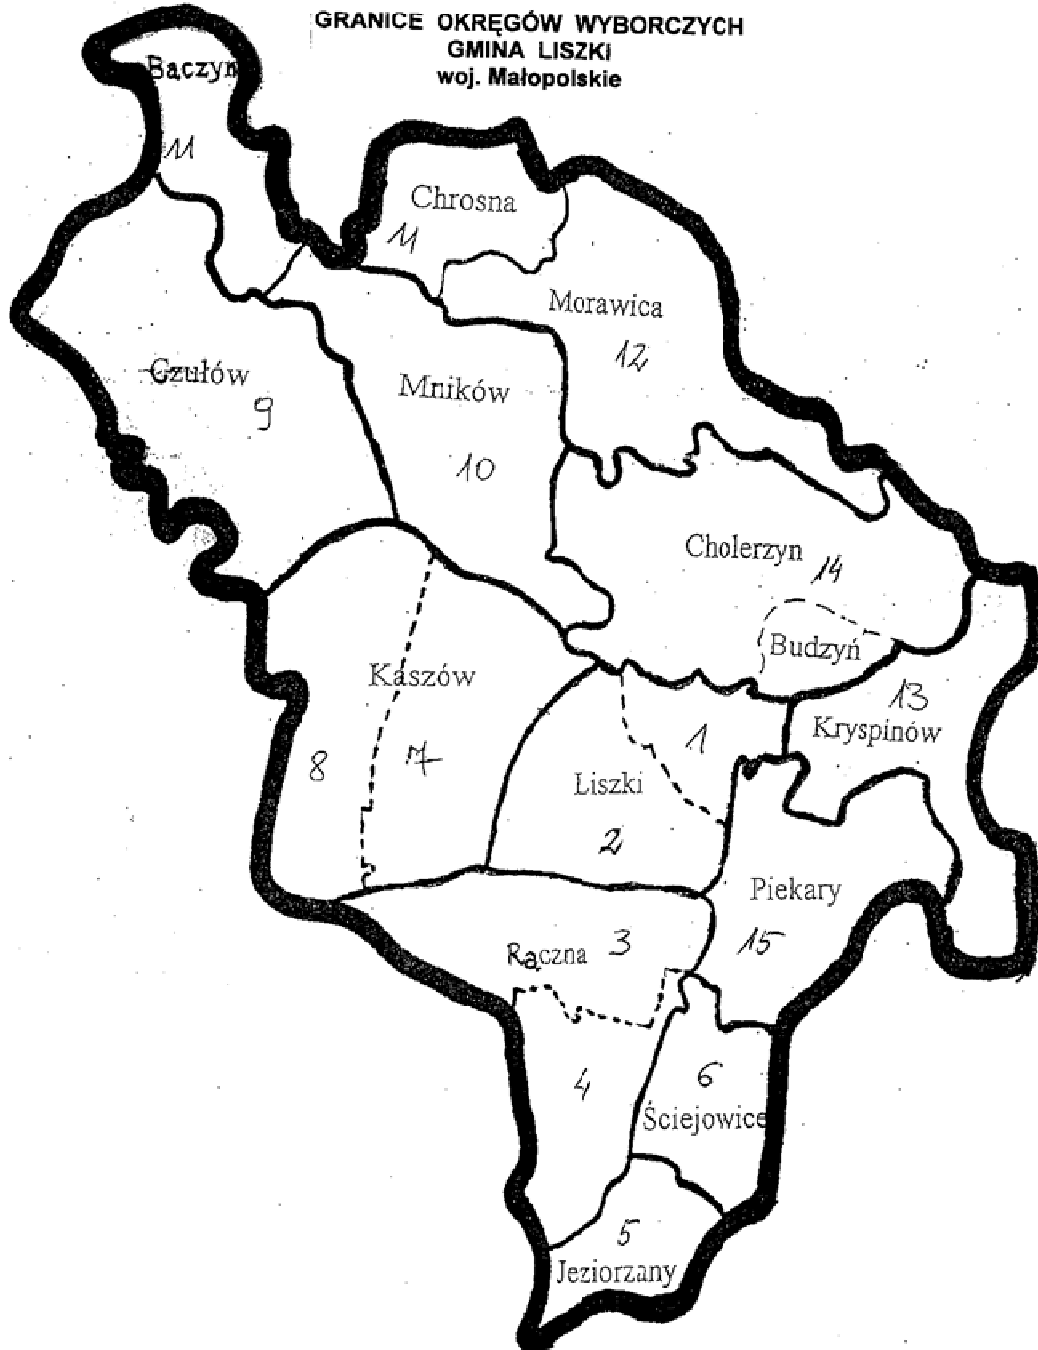 GRANICE OKRĘGÓW WYBORCZYCH
GMINA LISZKI
woj. Małopolskie
Bączyn
11
Chrosna
11
Morawica
12
Czułów
9
Mników
10
Cholerzyn
14
Budzyń
Kaszów
13
Kryspinów
1
8
7
Liszki
2
Piekary
15
Rączna 3
4
6
Ściejowice
5
Jeziorzany